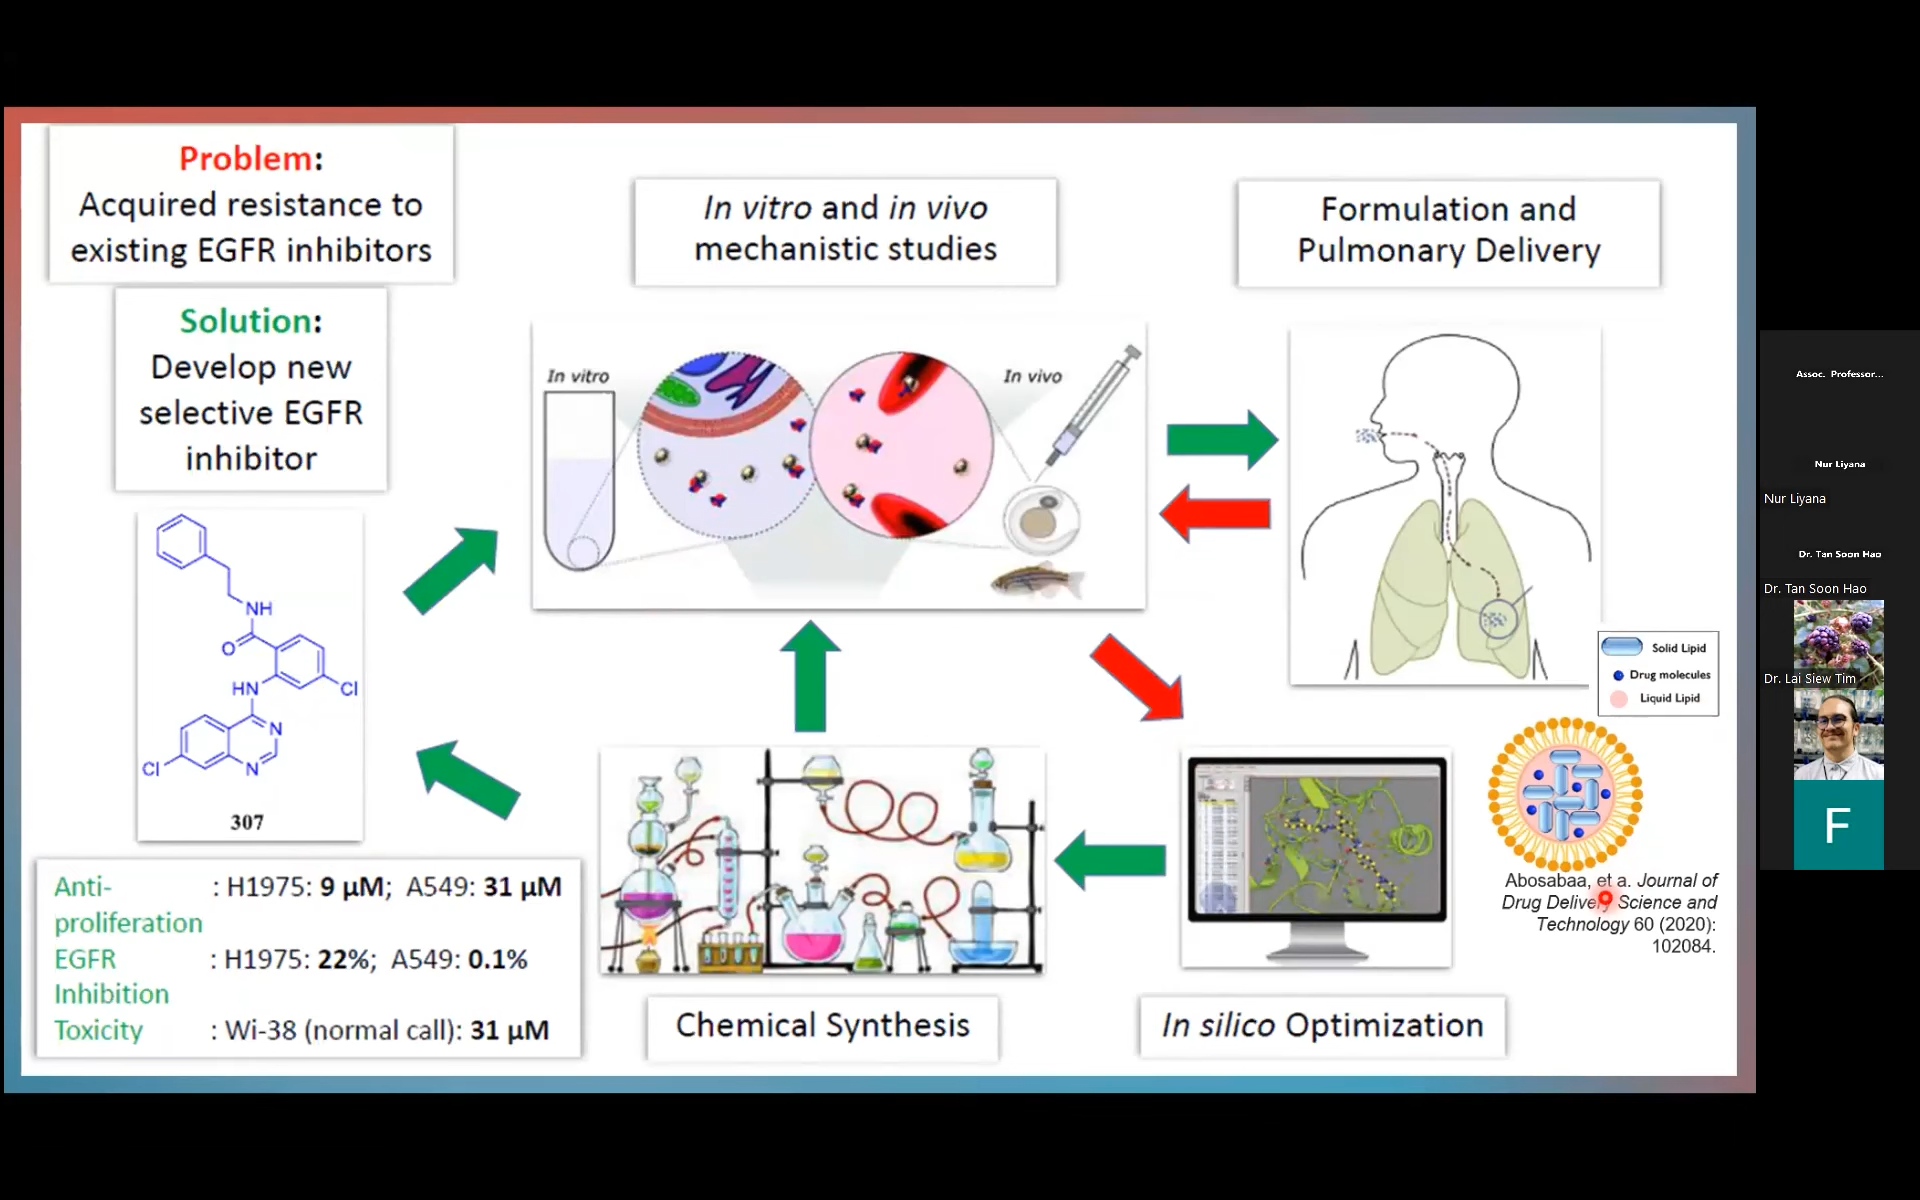 Problem:
Acquired resistance to
existing EGFR inhibitors
Solution:
Develop new
selective EGFR
inhibitor
NH
O
HN
Cl
N
N
Cl
307
Anti-proliferation : H1975: 9 µM; A549: 31 µM
EGFR Inhibition : H1975: 22%; A549: 0.1%
Toxicity : Wi-38 (normal call): 31 µM
In vitro and in vivo
mechanistic studies
In vitro
In vivo
Formulation and
Pulmonary Delivery
Solid Lipid
Drug molecules
Liquid Lipid
Abosabaa, et a. Journal of
Drug Delivery Science and
Technology 60 (2020):
102084.
Chemical Synthesis
In silico Optimization
Assoc. Professor...
Nur Liyana
Nur Liyana
Dr. Tan Soon Hao
Dr. Tan Soon Hao
Dr. Lai Siew Tim
F